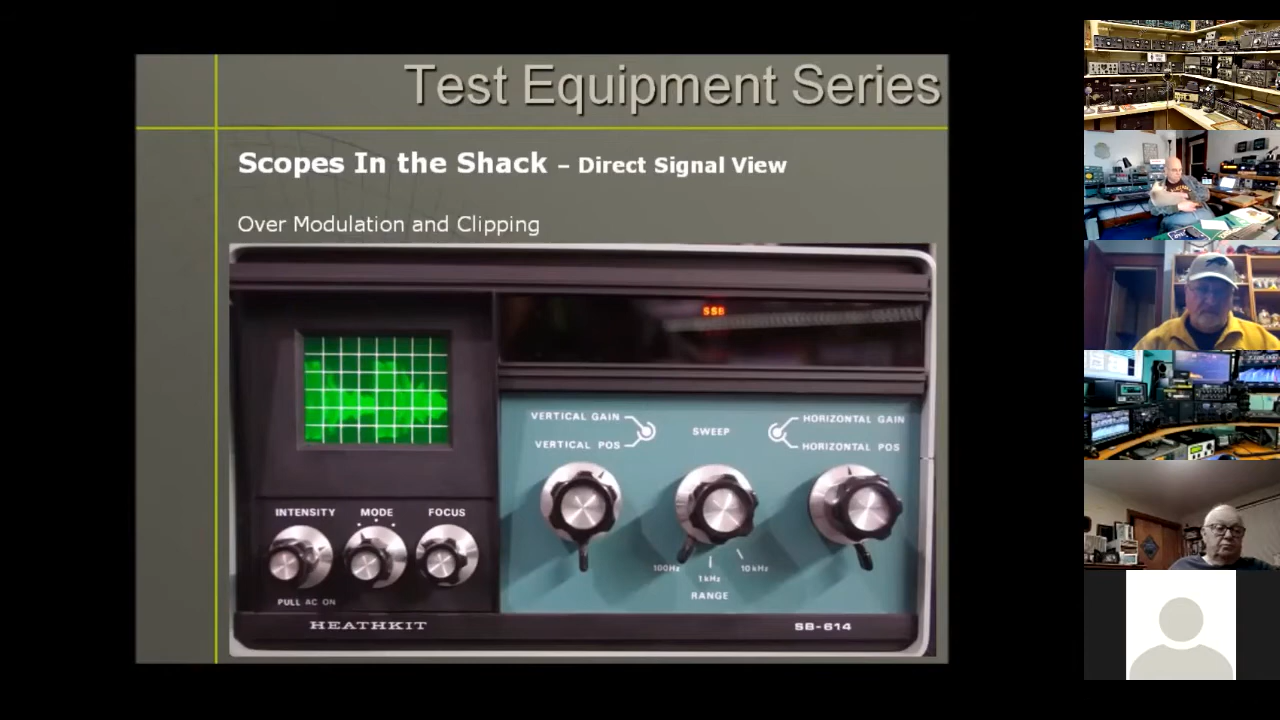 Test Equipment Series
Scopes In the Shack – Direct Signal View
Over Modulation and Clipping
SSB
VERTICAL GAIN
VERTICAL POS
SWEEP
HORIZONTAL GAIN
HORIZONTAL POS
INTENSITY
MODE
FOCUS
100Hz
1kHz
10kHz
RANGE
PULL AC ON
HEATHKIT
SB-614